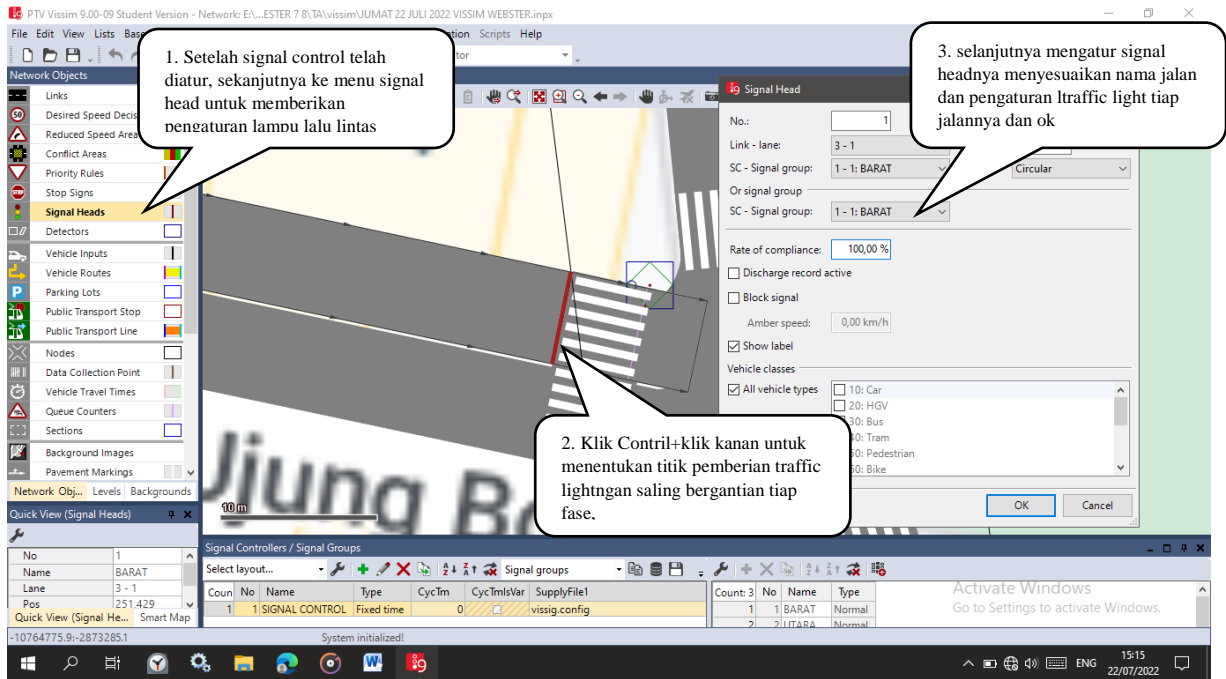 PTV Vissim 9.00-09 Student Version - Network: E:\...ESTER 7 8\TA\vissim\JUMAT 22 JULI 2022 VISSIM WEBSTER.inpx
File Edit View Lists Scripts Help
1. Setelah signal control telah
diatur, sekanjutnya ke menu signal
head untuk memberikan
pengaturan lampu lalu lintas
3. selanjutnya mengatur signal
headnya menyesuaikan nama jalan
dan pengaturan ltraffic light tiap
jalannya dan ok
Network Objects
Links
Desired Speed Decis
Reduced Speed Area
Conflict Areas
Priority Rules
Stop Signs
Signal Heads
Detectors
Vehicle Inputs
Vehicle Routes
Parking Lots
Public Transport Stop
Public Transport Line
Nodes
Data Collection Point
Vehicle Travel Times
Queue Counters
Sections
Background Images
Pavement Markings
Network Obj... Levels Backgrounds
Signal Head
No.: 1
Link - lane: 3 - 1
SC - Signal group: 1 - 1: BARAT Circular
Or signal group
SC - Signal group: 1 - 1: BARAT
Rate of compliance: 100,00 %
Discharge record active
Block signal
Amber speed: 0,00 km/h
Show label
Vehicle classes
All vehicle types 10: Car
20: HGV
30: Bus
40: Tram
50: Pedestrian
60: Bike
OK Cancel
2. Klik Contril+klik kanan untuk
menentukan titik pemberian traffic
lightngan saling bergantian tiap
fase,
Ujung B
10 m
Quick View (Signal Heads)
No 1
Name BARAT
Lane 3 - 1
Pos 251.429
Quick View (Signal He... Smart Map
Signal Controllers / Signal Groups
Select layout... Signal groups
Coun No Name Type CycTm CycTmIsVar SupplyFile1
1 1 SIGNAL CONTROL Fixed time 0 vissig.config
Count: 3 No Name Type
1 1 BARAT Normal
2 2 UTARA Normal
Activate Windows
Go to Settings to activate Windows.
-10764775.9:-2873285.1 System initialized!
ENG 15:15
22/07/2022